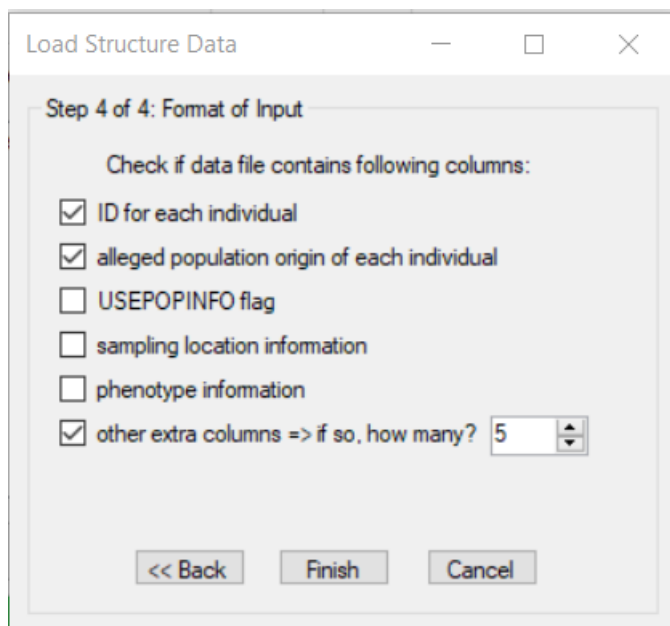 Load Structure Data
Step 4 of 4: Format of Input
Check if data file contains following columns:
ID for each individual
alleged population origin of each individual
USEPOPINFO flag
sampling location information
phenotype information
other extra columns => if so, how many? 5
<< Back Finish Cancel